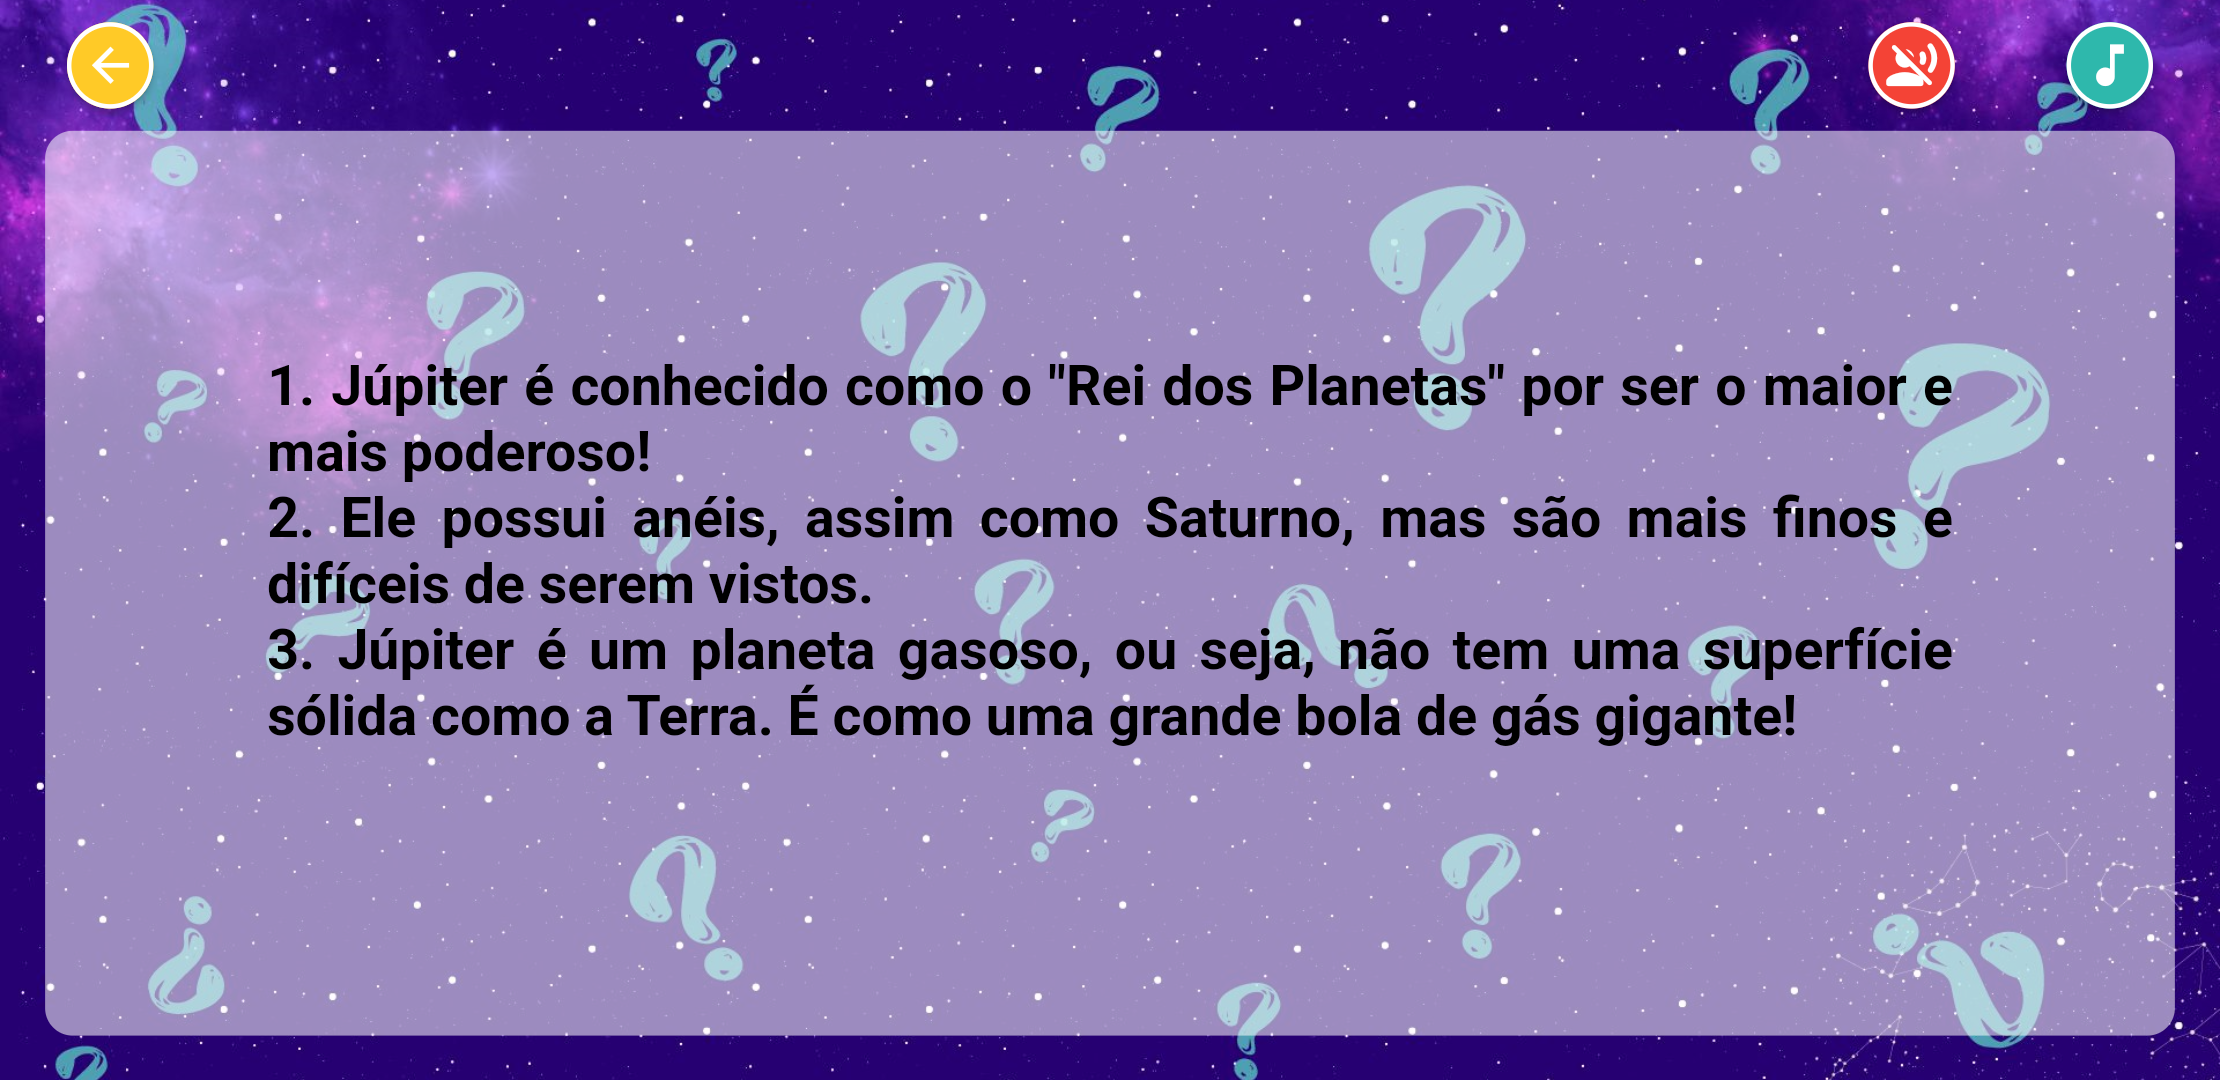 1. Júpiter é conhecido como o "Rei dos Planetas" por ser o maior e
mais poderoso!
2. Ele possui anéis, assim como Saturno, mas são mais finos e
difíceis de serem vistos.
3. Júpiter é um planeta gasoso, ou seja, não tem uma superfície
sólida como a Terra. É como uma grande bola de gás gigante!